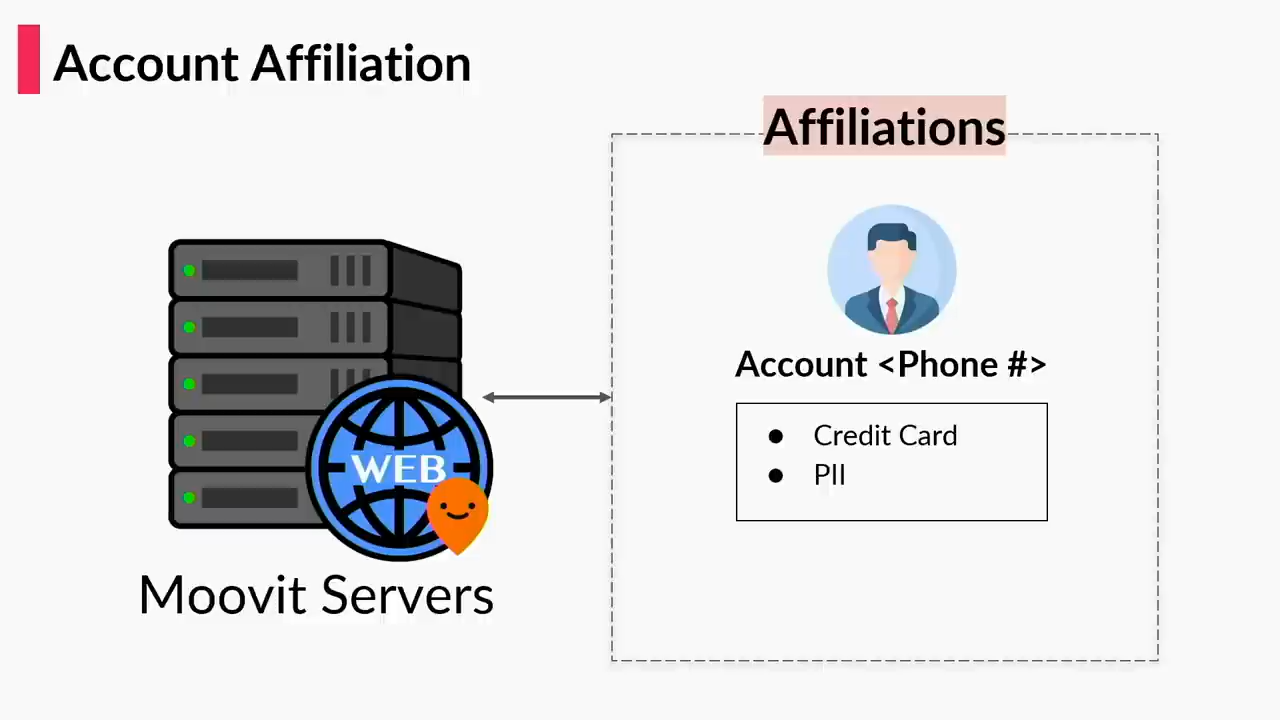 Account Affiliation
Affiliations
Account <Phone #>
● Credit Card
● PII
WEB
Moovit Servers